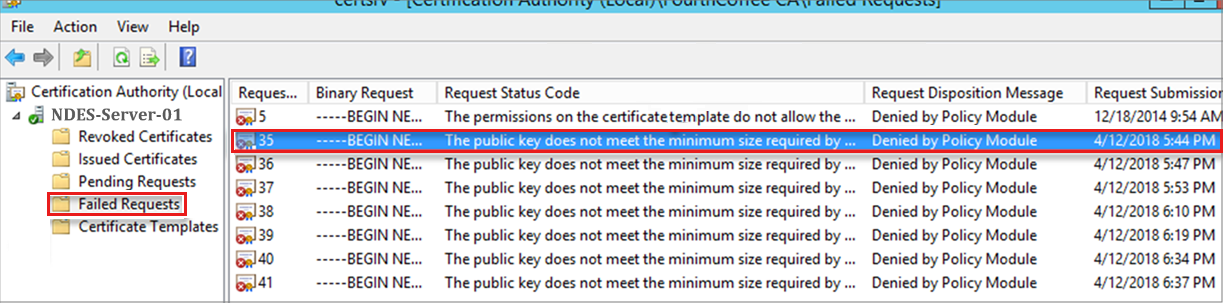 certsrv - [Certification Authority (Local)\FourthCoffee CA\Failed Requests]
File Action View Help
Certification Authority (Local
NDES-Server-01
Revoked Certificates
Issued Certificates
Pending Requests
Failed Requests
Certificate Templates
Reques... Binary Request Request Status Code Request Disposition Message Request Submission
5 -----BEGIN NE... The permissions on the certificate template do not allow the ... Denied by Policy Module 12/18/2014 9:54 AM
35 -----BEGIN NE... The public key does not meet the minimum size required by ... Denied by Policy Module 4/12/2018 5:44 PM
36 -----BEGIN NE... The public key does not meet the minimum size required by ... Denied by Policy Module 4/12/2018 5:47 PM
37 -----BEGIN NE... The public key does not meet the minimum size required by ... Denied by Policy Module 4/12/2018 5:53 PM
38 -----BEGIN NE... The public key does not meet the minimum size required by ... Denied by Policy Module 4/12/2018 6:10 PM
39 -----BEGIN NE... The public key does not meet the minimum size required by ... Denied by Policy Module 4/12/2018 6:19 PM
40 -----BEGIN NE... The public key does not meet the minimum size required by ... Denied by Policy Module 4/12/2018 6:34 PM
41 -----BEGIN NE... The public key does not meet the minimum size required by ... Denied by Policy Module 4/12/2018 6:37 PM